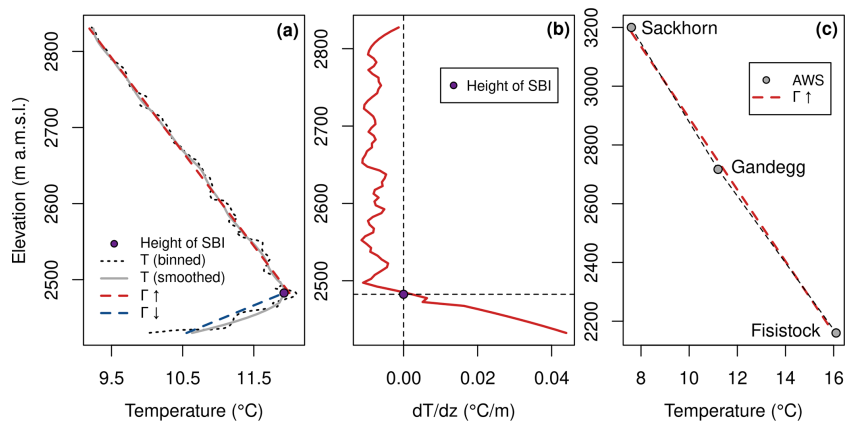 (a)
2800
2700
2600
2500
Elevation (m a.m.s.l.)
Height of SBI
T (binned)
T (smoothed)
Γ ↑
Γ ↓
9.5 10.5 11.5
Temperature (°C)
(b)
2800
2700
2600
2500
Height of SBI
0.00 0.02 0.04
dT/dz (°C/m)
(c)
3200
3000
2800
2600
2400
2200
Sackhorn
AWS
Γ ↑
Gandegg
Fisistock
8 10 12 14 16
Temperature (°C)